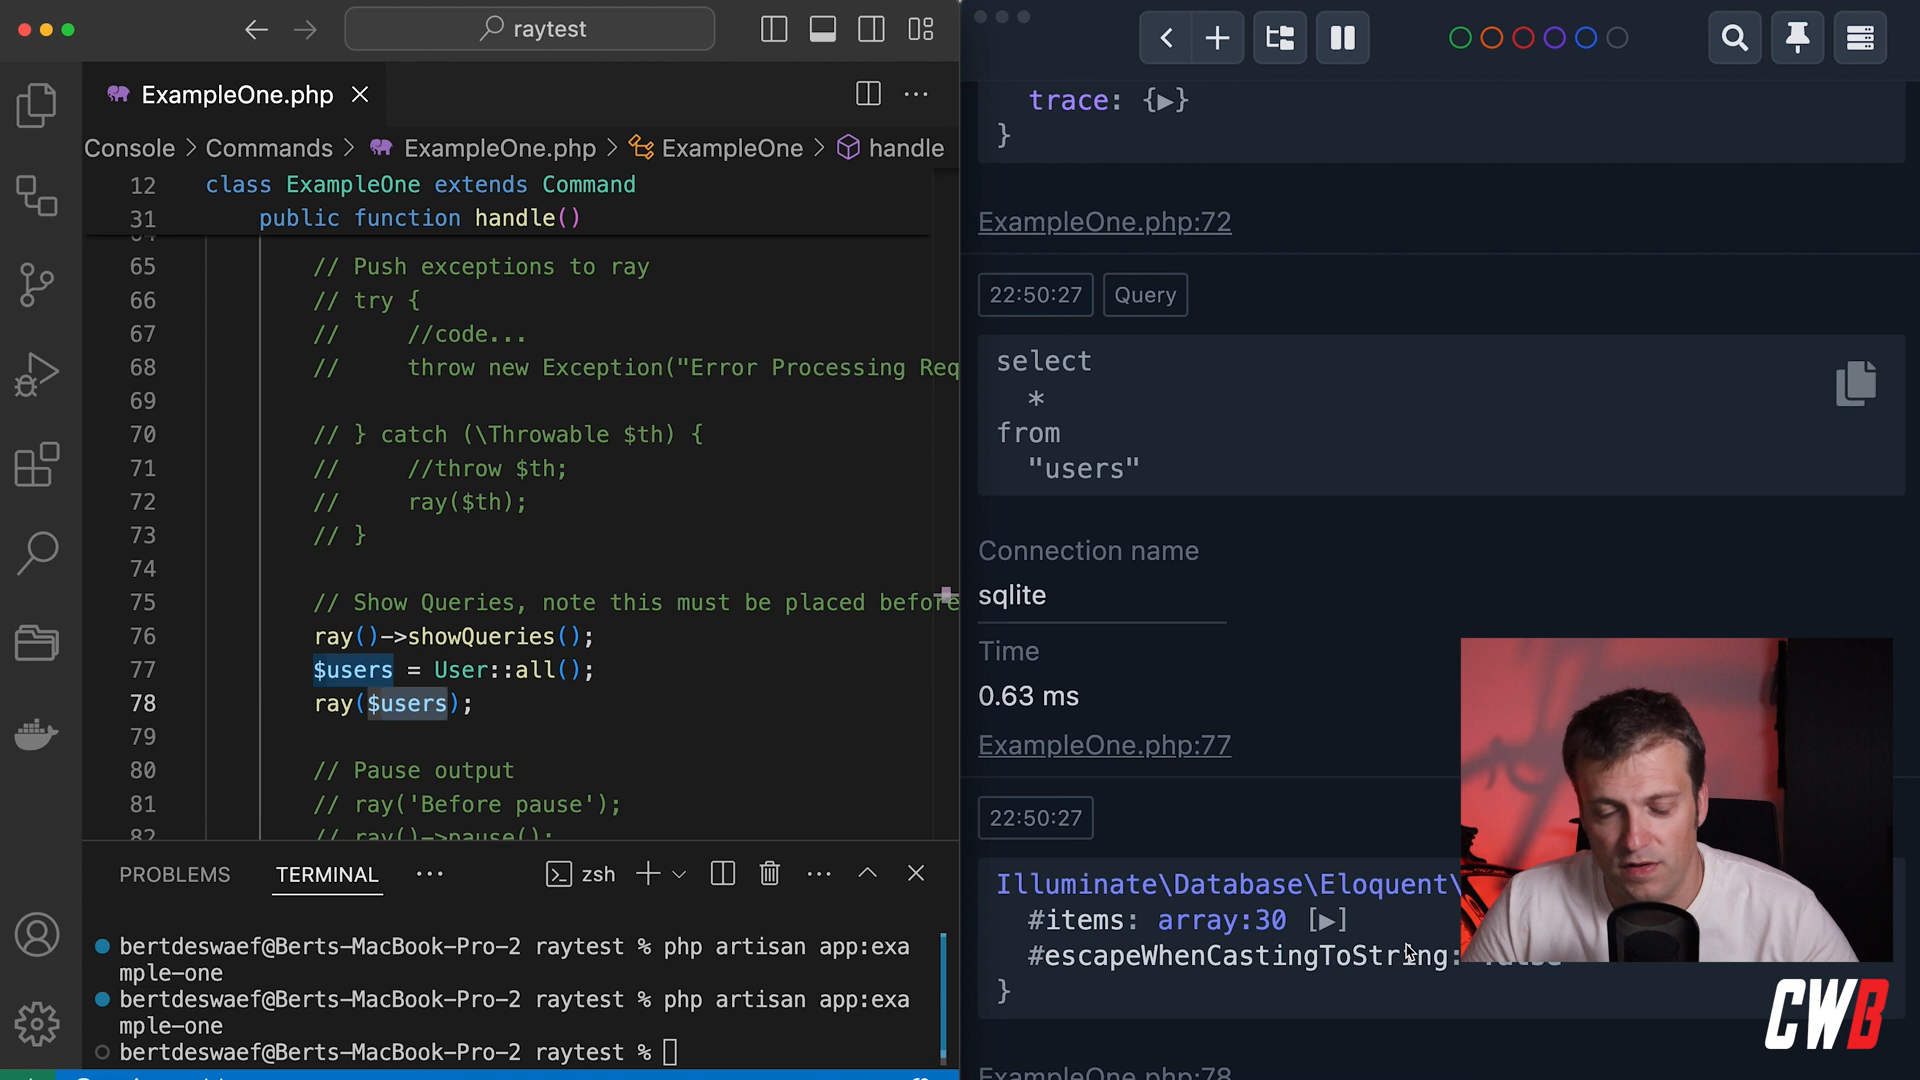 raytest
ExampleOne.php
Console > Commands > ExampleOne.php > ExampleOne > handle
12 class ExampleOne extends Command
31 public function handle()
65 // Push exceptions to ray
66 // try {
67 //     //code...
68 //     throw new Exception("Error Processing Req
69
70 // } catch (\Throwable $th) {
71 //     //throw $th;
72 //     ray($th);
73 // }
74
75 // Show Queries, note this must be placed before
76 ray()->showQueries();
77 $users = User::all();
78 ray($users);
79
80 // Pause output
81 // ray('Before pause');
82 // ray()->pause();
PROBLEMS TERMINAL ... zsh
bertdeswaef@Berts-MacBook-Pro-2 raytest % php artisan app:exa
mple-one
bertdeswaef@Berts-MacBook-Pro-2 raytest % php artisan app:exa
mple-one
bertdeswaef@Berts-MacBook-Pro-2 raytest %
trace: {▶}
}
ExampleOne.php:72
22:50:27 Query
select
*
from
"users"
Connection name
sqlite
Time
0.63 ms
ExampleOne.php:77
22:50:27
Illuminate\Database\Eloquent\
#items: array:30 [▶]
#escapeWhenCastingToString:
}
ExampleOne.php:78
CWB